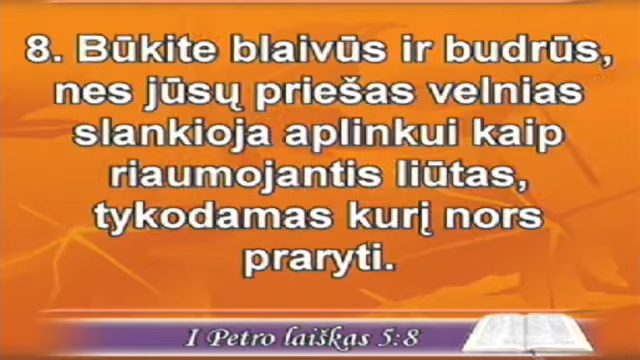 8. Būkite blaivūs ir budrūs,
nes jūsų priešas velnias
slankioja aplinkui kaip
riaumojantis liūtas,
tykodamas kurį nors
praryti.
I Petro laiškas 5:8